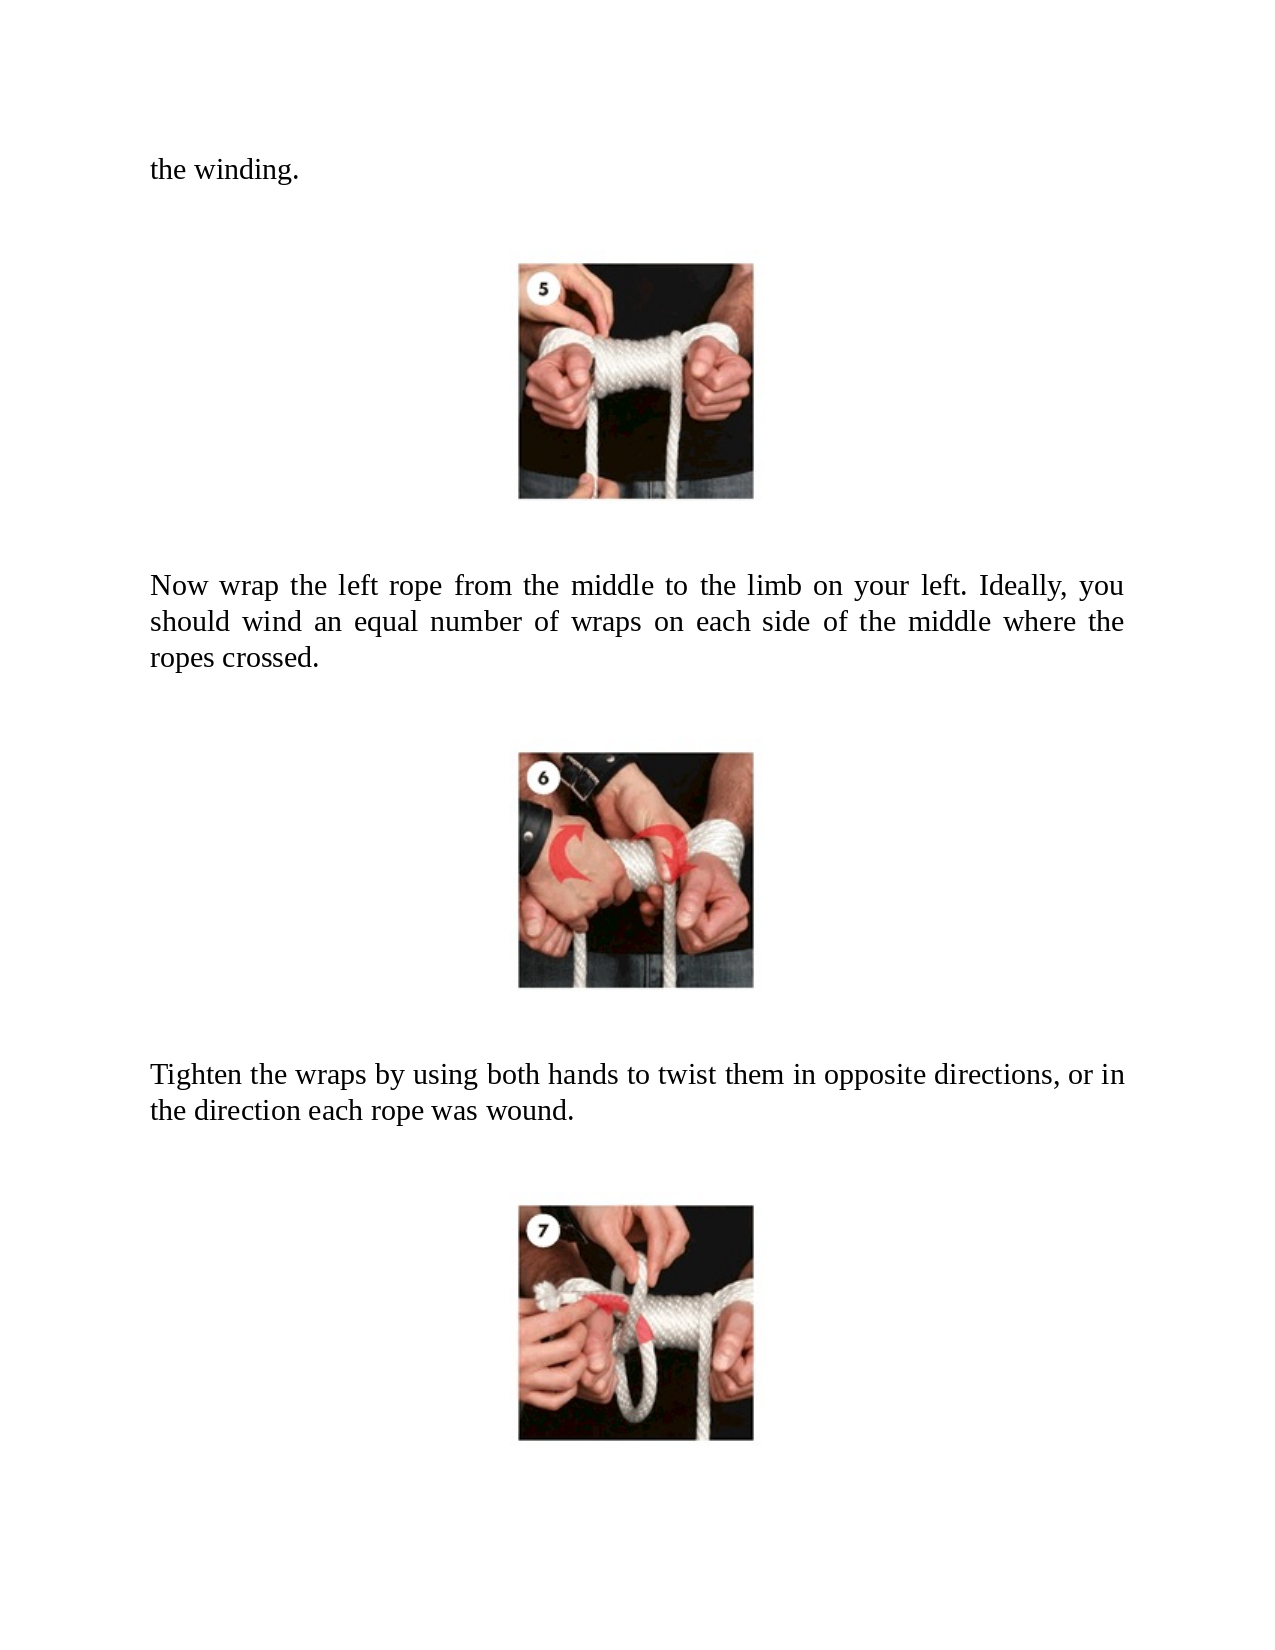 the winding.
5
Now wrap the left rope from the middle to the limb on your left. Ideally, you
should wind an equal number of wraps on each side of the middle where the
ropes crossed.
6
Tighten the wraps by using both hands to twist them in opposite directions, or in
the direction each rope was wound.
7